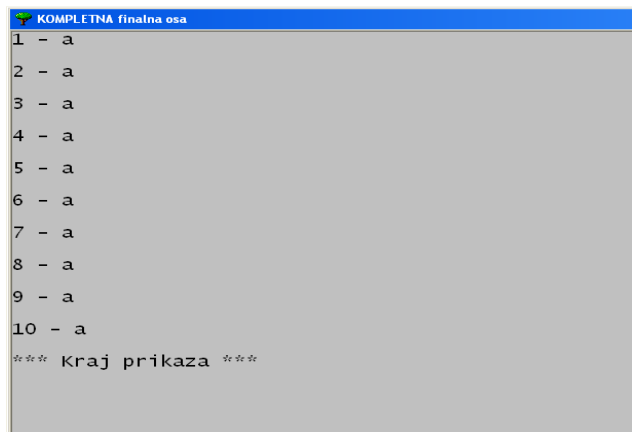 KOMPLETNA finalna osa
1 - a
2 - a
3 - a
4 - a
5 - a
6 - a
7 - a
8 - a
9 - a
10 - a
*** Kraj prikaza ***